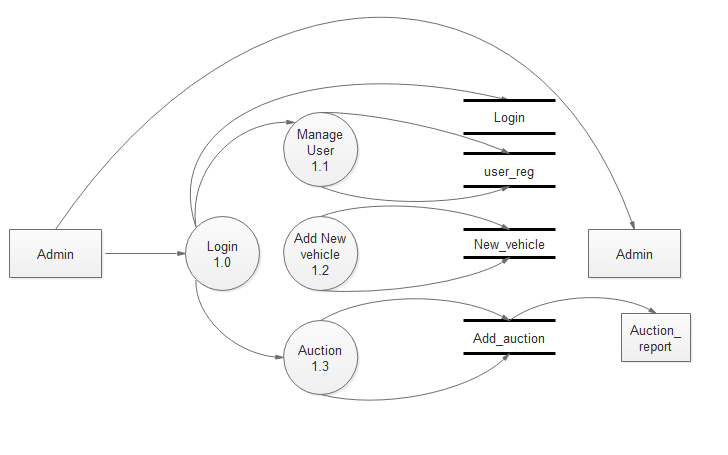 Login
Manage
User
1.1
user_reg
Admin
Login
1.0
Add New
vehicle
1.2
New_vehicle
Admin
Auction
1.3
Add_auction
Auction_
report